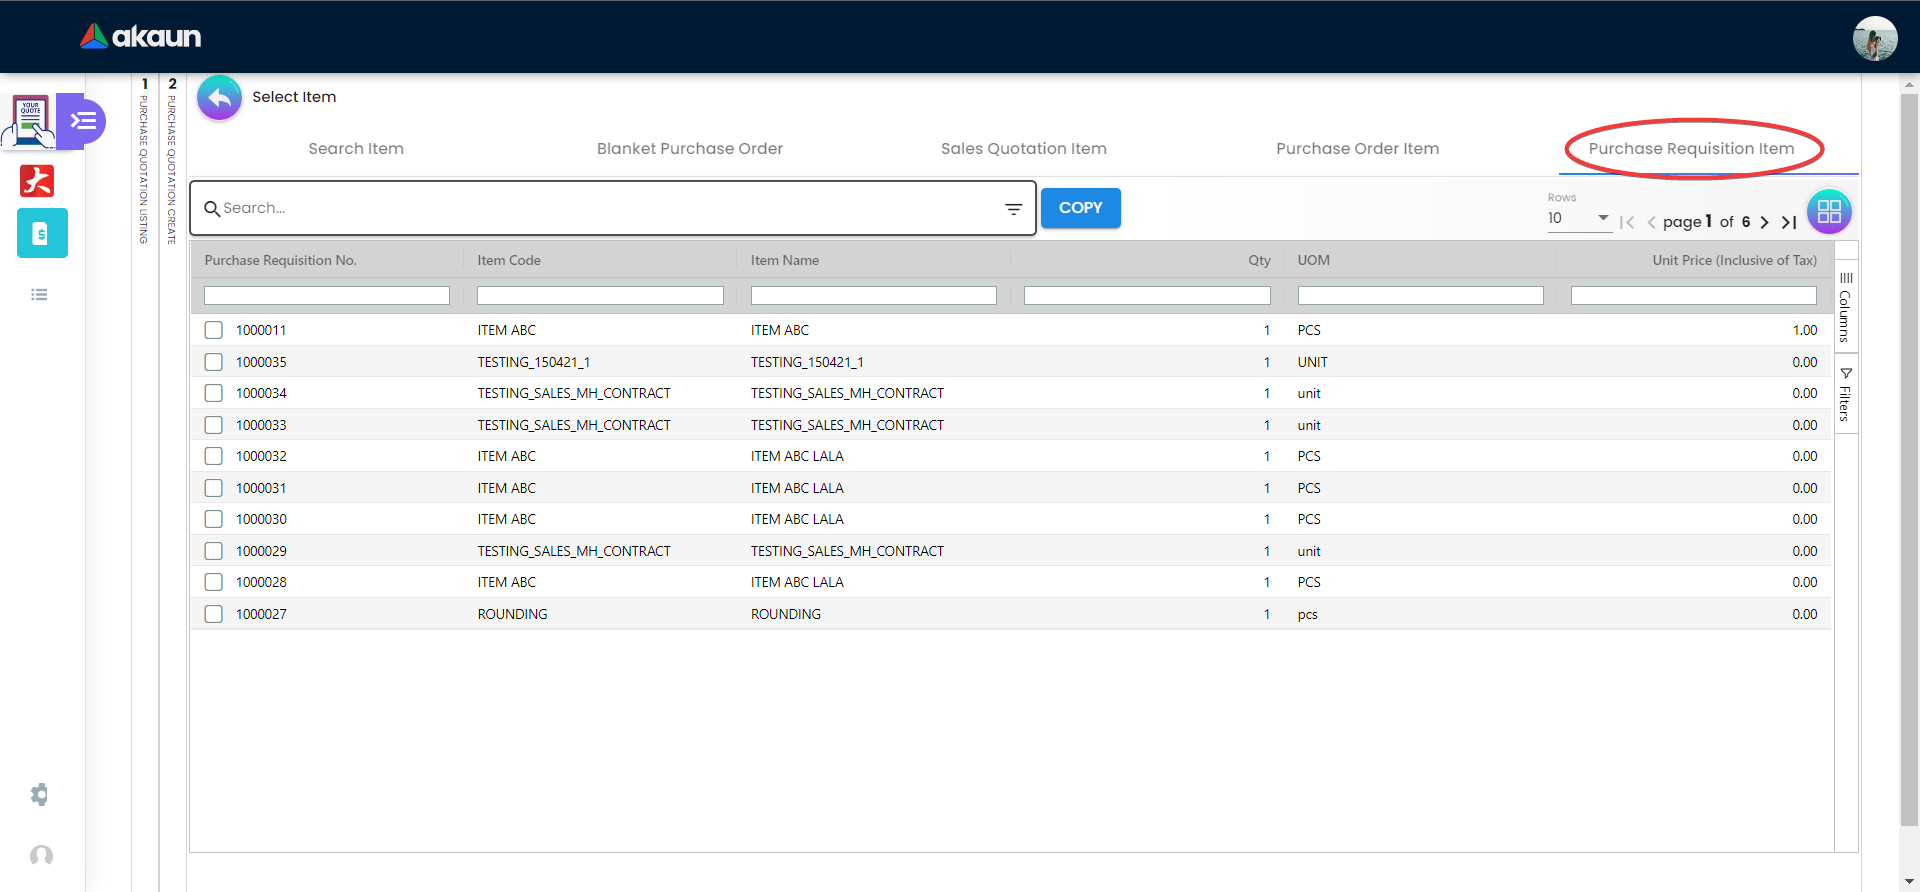 akaun
YOUR
QUOTE
1 PURCHASE QUOTATION LISTING
2 PURCHASE QUOTATION CREATE
Select Item
Search Item Blanket Purchase Order Sales Quotation Item Purchase Order Item Purchase Requisition Item
Search... COPY Rows 10 page 1 of 6
Purchase Requisition No. Item Code Item Name Qty UOM Unit Price (Inclusive of Tax)
1000011 ITEM ABC ITEM ABC 1 PCS 1.00
1000035 TESTING_150421_1 TESTING_150421_1 1 UNIT 0.00
1000034 TESTING_SALES_MH_CONTRACT TESTING_SALES_MH_CONTRACT 1 unit 0.00
1000033 TESTING_SALES_MH_CONTRACT TESTING_SALES_MH_CONTRACT 1 unit 0.00
1000032 ITEM ABC ITEM ABC LALA 1 PCS 0.00
1000031 ITEM ABC ITEM ABC LALA 1 PCS 0.00
1000030 ITEM ABC ITEM ABC LALA 1 PCS 0.00
1000029 TESTING_SALES_MH_CONTRACT TESTING_SALES_MH_CONTRACT 1 unit 0.00
1000028 ITEM ABC ITEM ABC LALA 1 PCS 0.00
1000027 ROUNDING ROUNDING 1 pcs 0.00
Columns
Filters